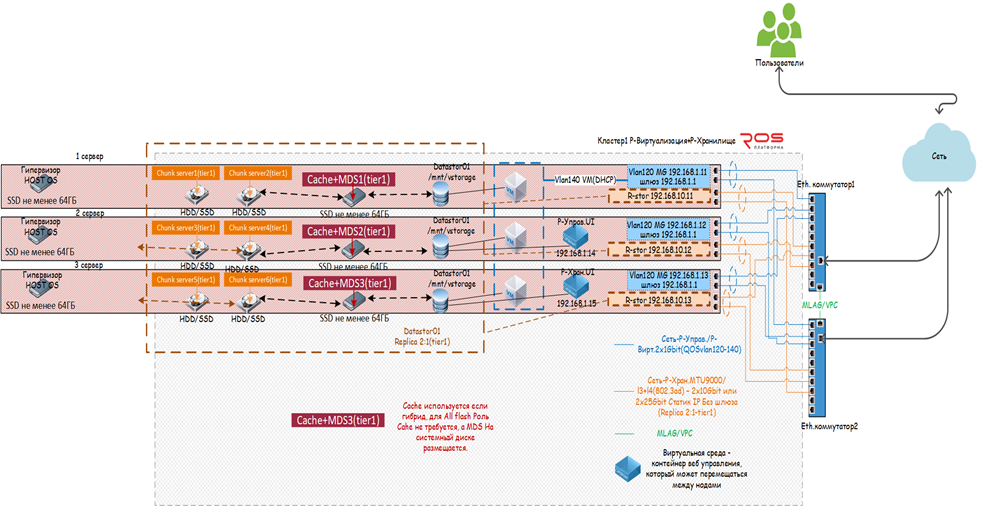 Пользователи
Сеть
Кластер1 Р-Виртуализация+Р-Хранилище
ROS
ПЛАТФОРМА
1 сервер
Гипервизор
HOST OS
SSD не менее 64ГБ
Chunk server1(tier1)
Chunk server2(tier1)
HDD/SSD
HDD/SSD
Cache+MDS1(tier1)
SSD не менее 64ГБ
Datastor01
/mnt/vstorage
VM
Vlan140 VM(DHCP)
Vlan120 MG 192.168.1.11
шлюз 192.168.1.1
R-stor 192.168.10.11
Eth. коммутатор1
2 сервер
Гипервизор
HOST OS
SSD не менее 64ГБ
Chunk server3(tier1)
Chunk server4(tier1)
HDD/SSD
HDD/SSD
Cache+MDS2(tier1)
SSD не менее 64ГБ
Datastor01
/mnt/vstorage
VM
Р-Управ.UI
192.168.1.14
Vlan120 MG 192.168.1.12
шлюз 192.168.1.1
R-stor 192.168.10.12
3 сервер
Гипервизор
HOST OS
SSD не менее 64ГБ
Chunk server5(tier1)
Chunk server6(tier1)
HDD/SSD
HDD/SSD
Cache+MDS3(tier1)
SSD не менее 64ГБ
Datastor01
/mnt/vstorage
VM
Р-Хран.UI
192.168.1.15
Vlan120 MG 192.168.1.13
шлюз 192.168.1.1
R-stor 192.168.10.13
MLAG/VPC
Datastor01
Replica 2:1(tier1)
Eth.коммутатор2
Сеть-Р-Управ./Р-
Вирт.2x1Gbit(QOSvlan120-140)
Сеть-Р-Хран.MTU9000/
l3+l4(802.3ad) - 2x10Gbit или
2x25Gbit Статик IP Без шлюза
(Replica 2:1-tier1)
MLAG/VPC
Виртуальная среда -
контейнер веб управления,
который может перемещаться
между нодами
Cache+MDS3(tier1)
Cache используется если
гибрид, для All flash Роль
Cahe не требуется, а MDS На
системный диске
размещается.